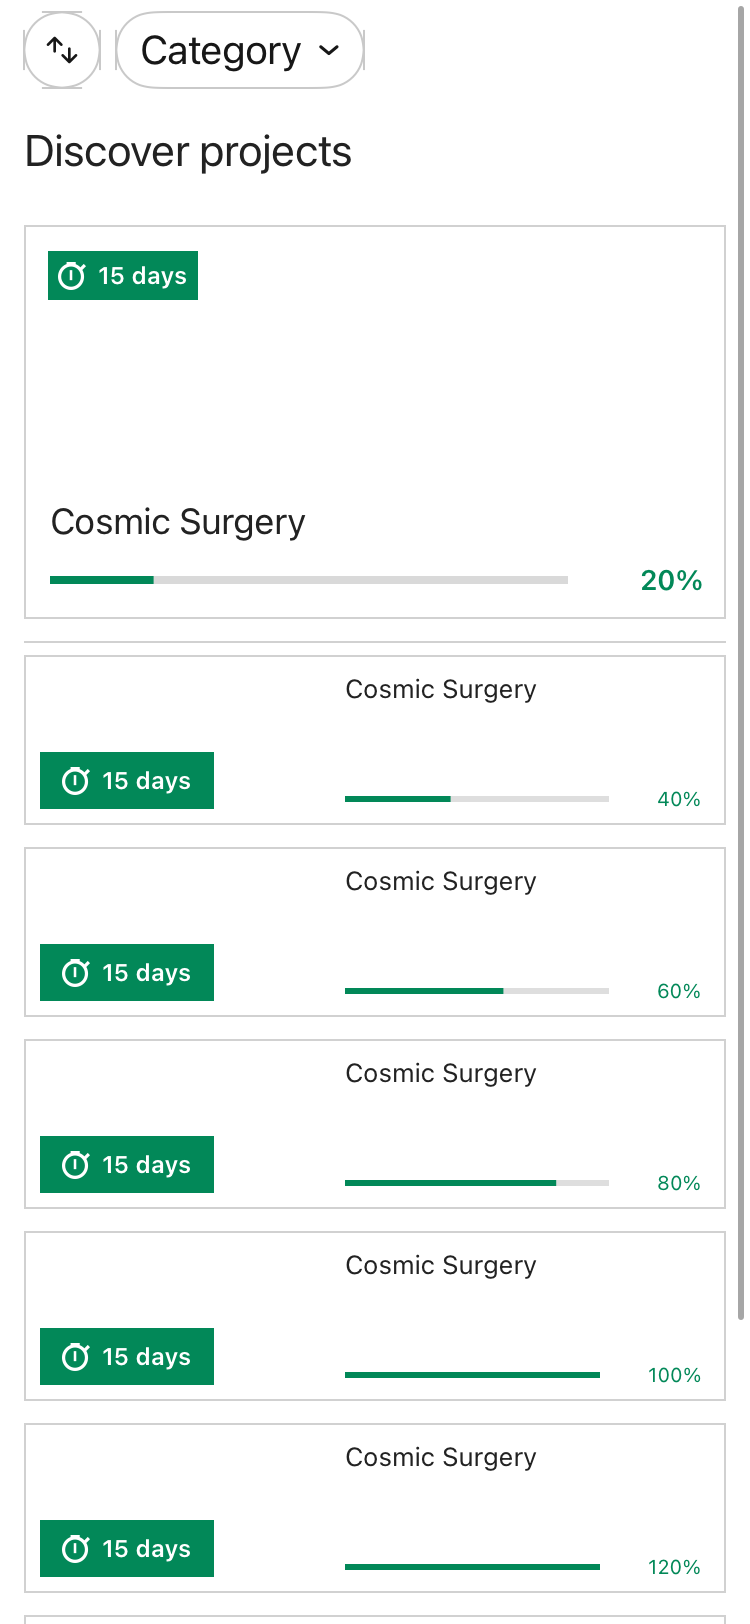 Category
Discover projects
15 days
Cosmic Surgery
20%
Cosmic Surgery
15 days
40%
Cosmic Surgery
15 days
60%
Cosmic Surgery
15 days
80%
Cosmic Surgery
15 days
100%
Cosmic Surgery
15 days
120%